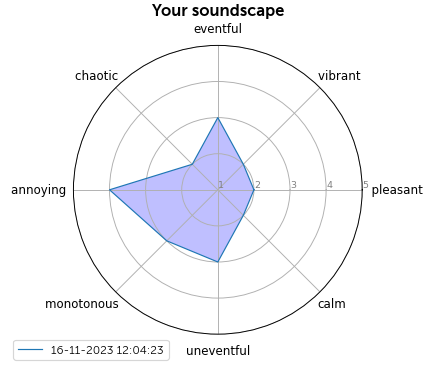 Your soundscape
eventful
chaotic
vibrant
annoying
1
2
3
4
5
pleasant
monotonous
calm
16-11-2023 12:04:23
uneventful